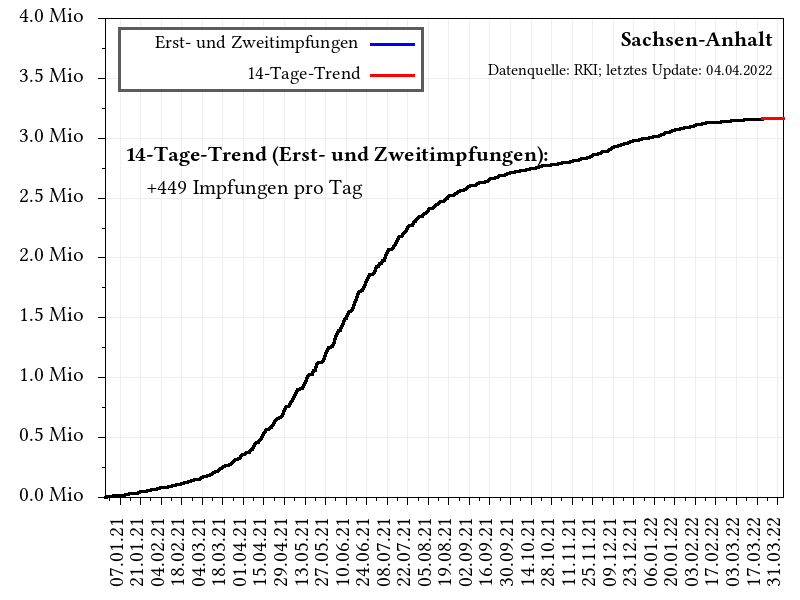 4.0 Mio
3.5 Mio
3.0 Mio
2.5 Mio
2.0 Mio
1.5 Mio
1.0 Mio
0.5 Mio
0.0 Mio
Erst- und Zweitimpfungen
14-Tage-Trend
Sachsen-Anhalt
Datenquelle: RKI; letztes Update: 04.04.2022
14-Tage-Trend (Erst- und Zweitimpfungen):
+449 Impfungen pro Tag
07.01.21
21.01.21
04.02.21
18.02.21
04.03.21
18.03.21
01.04.21
15.04.21
29.04.21
13.05.21
27.05.21
10.06.21
24.06.21
08.07.21
22.07.21
05.08.21
19.08.21
02.09.21
16.09.21
30.09.21
14.10.21
28.10.21
11.11.21
25.11.21
09.12.21
23.12.21
06.01.22
20.01.22
03.02.22
17.02.22
03.03.22
17.03.22
31.03.22